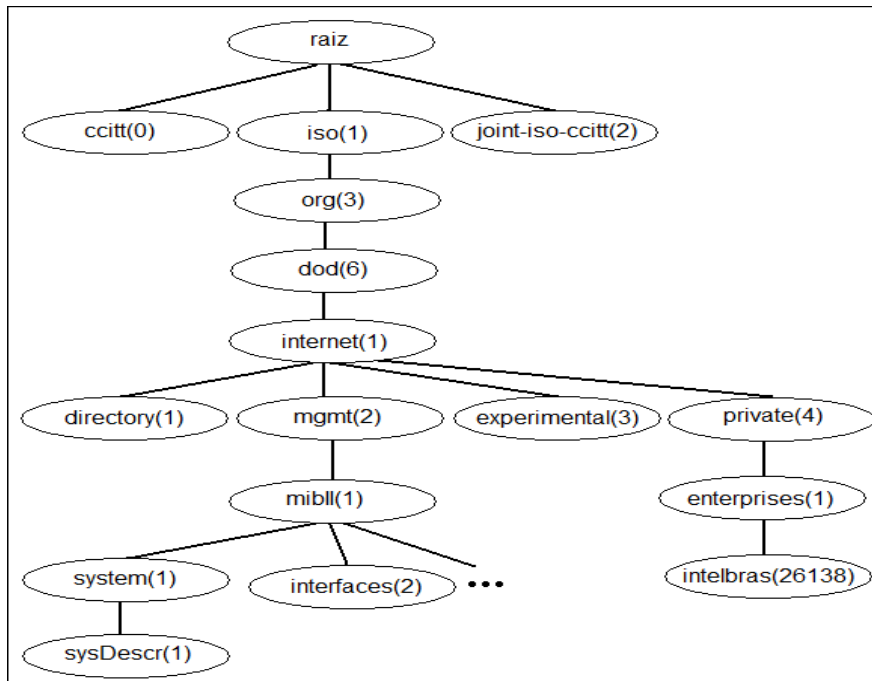 raiz
ccitt(0) iso(1) joint-iso-ccitt(2)
org(3)
dod(6)
internet(1)
directory(1) mgmt(2) experimental(3) private(4)
mibll(1) enterprises(1)
system(1) interfaces(2) ••• intelbras(26138)
sysDescr(1)